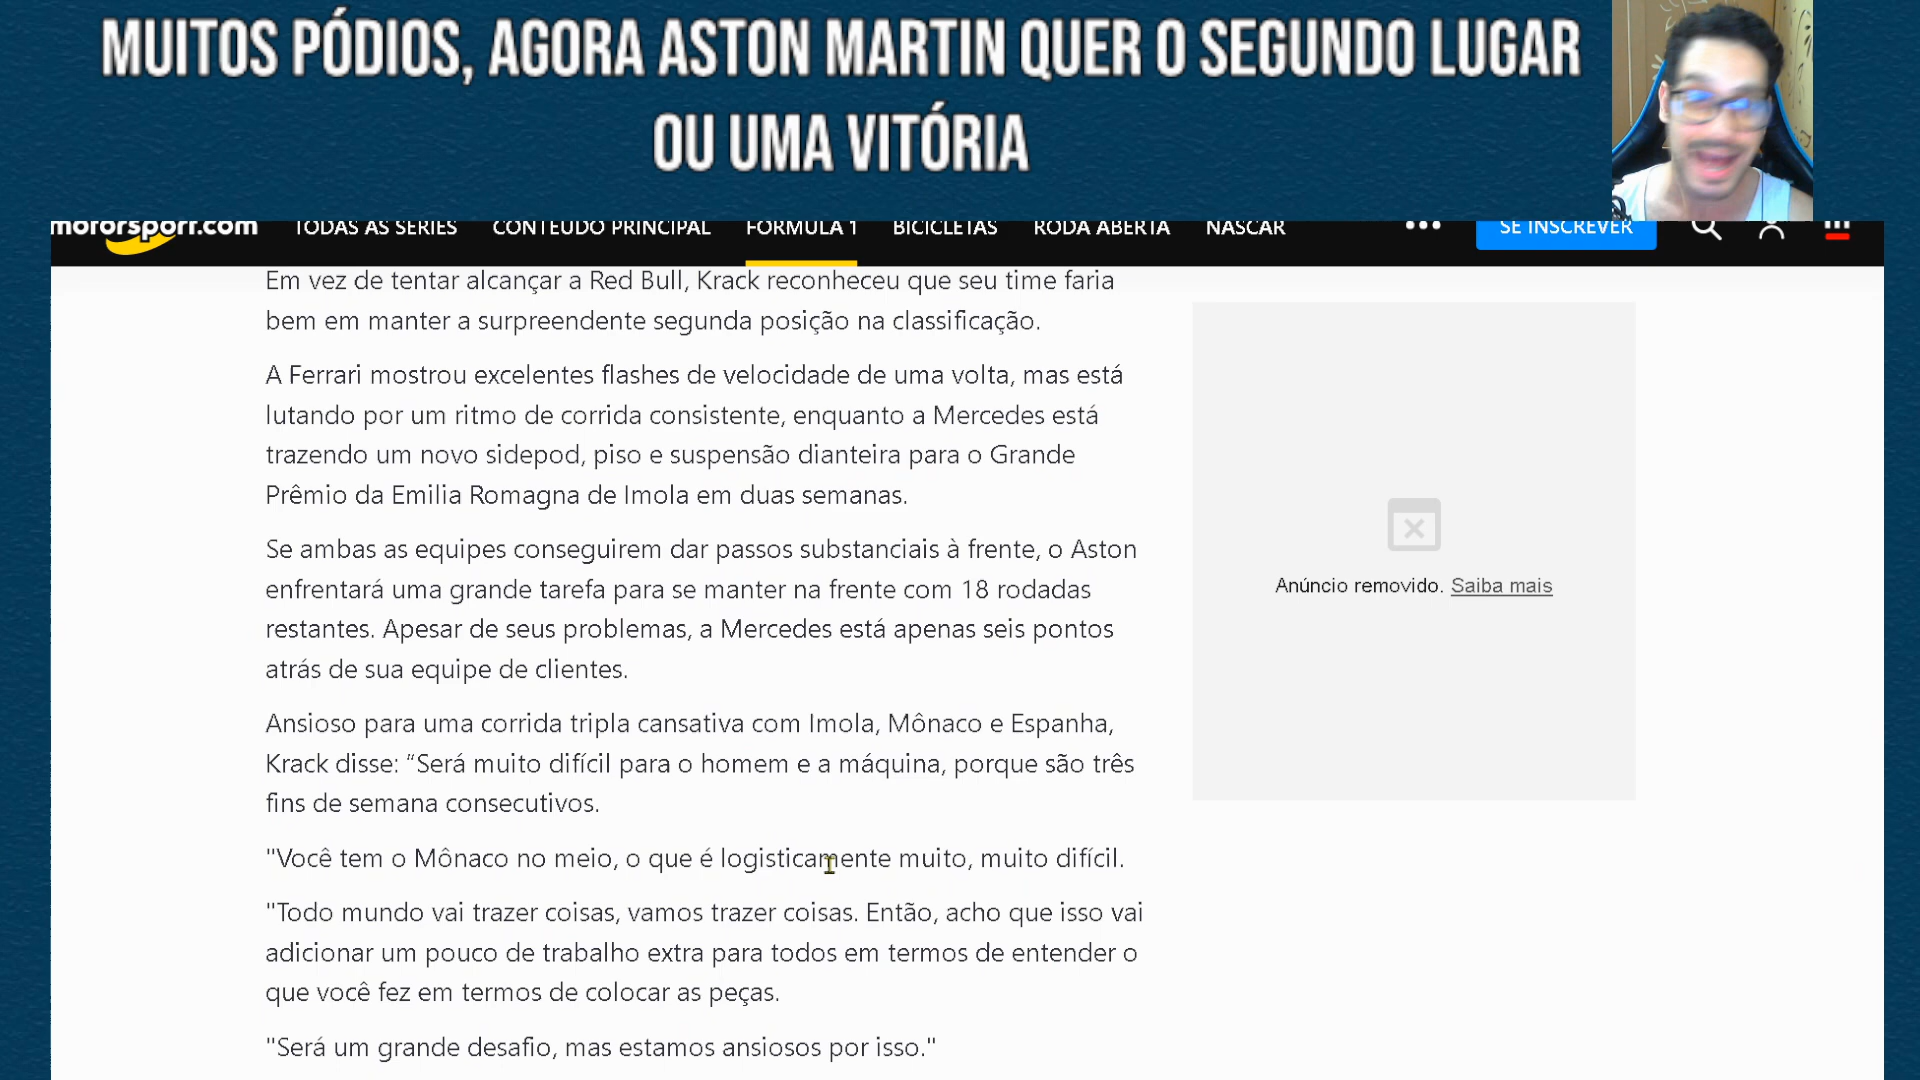 MUITOS PÓDIOS, AGORA ASTON MARTIN QUER O SEGUNDO LUGAR
OU UMA VITÓRIA
motorsport.com TODAS AS SÉRIES CONTEÚDO PRINCIPAL FÓRMULA 1 BICICLETAS RODA ABERTA NASCAR ••• SE INSCREVER
Em vez de tentar alcançar a Red Bull, Krack reconheceu que seu time faria
bem em manter a surpreendente segunda posição na classificação.
A Ferrari mostrou excelentes flashes de velocidade de uma volta, mas está
lutando por um ritmo de corrida consistente, enquanto a Mercedes está
trazendo um novo sidepod, piso e suspensão dianteira para o Grande
Prêmio da Emilia Romagna de Imola em duas semanas.
Se ambas as equipes conseguirem dar passos substanciais à frente, o Aston
enfrentará uma grande tarefa para se manter na frente com 18 rodadas
restantes. Apesar de seus problemas, a Mercedes está apenas seis pontos
atrás de sua equipe de clientes.
Ansioso para uma corrida tripla cansativa com Imola, Mônaco e Espanha,
Krack disse: “Será muito difícil para o homem e a máquina, porque são três
fins de semana consecutivos.
"Você tem o Mônaco no meio, o que é logisticamente muito, muito difícil.
"Todo mundo vai trazer coisas, vamos trazer coisas. Então, acho que isso vai
adicionar um pouco de trabalho extra para todos em termos de entender o
que você fez em termos de colocar as peças.
"Será um grande desafio, mas estamos ansiosos por isso."
Anúncio removido. Saiba mais